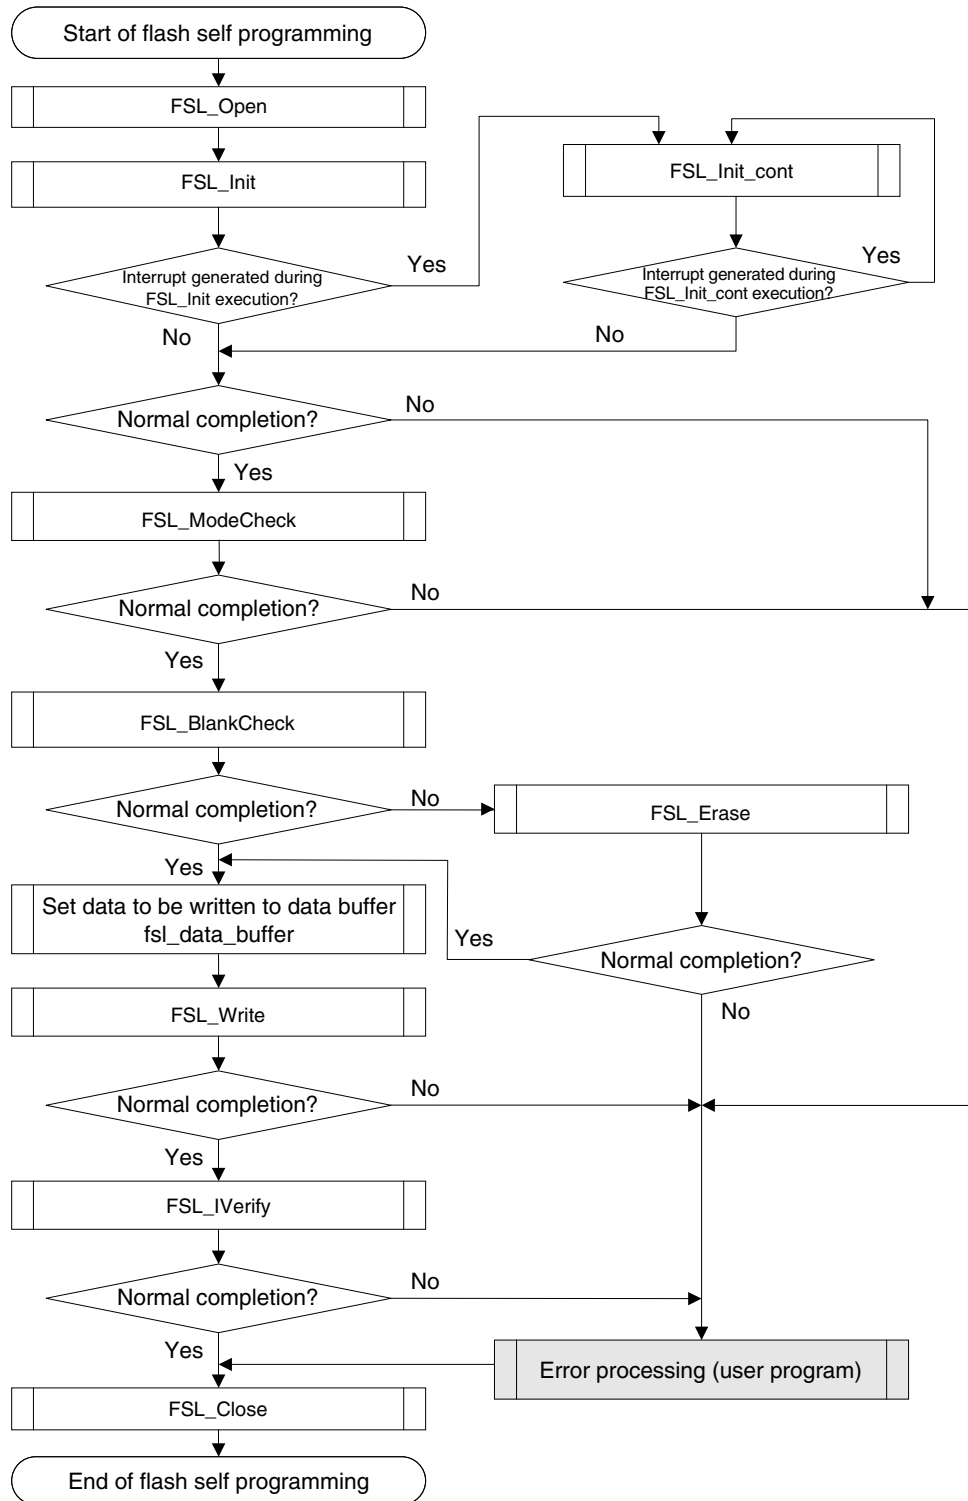 Start of flash self programming
FSL_Open
FSL_Init
FSL_Init_cont
Interrupt generated during
FSL_Init execution?
Yes
Interrupt generated during
FSL_Init_cont execution?
Yes
No
No
Normal completion?
No
Yes
FSL_ModeCheck
Normal completion?
No
Yes
FSL_BlankCheck
Normal completion?
No
FSL_Erase
Yes
Set data to be written to data buffer
fsl_data_buffer
Yes
Normal completion?
No
FSL_Write
Normal completion?
No
Yes
FSL_IVerify
Normal completion?
No
Yes
Error processing (user program)
FSL_Close
End of flash self programming